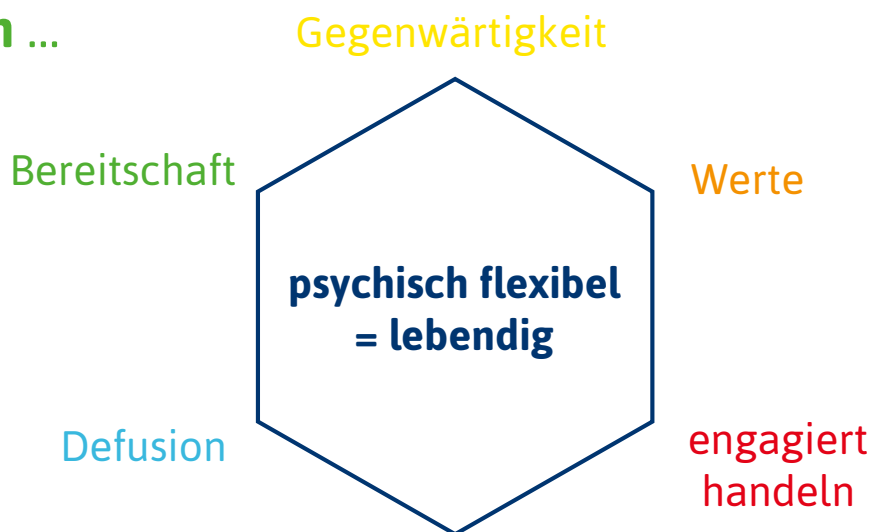 n ...
Gegenwärtigkeit
Bereitschaft
Werte
psychisch flexibel
= lebendig
Defusion
engagiert
handeln